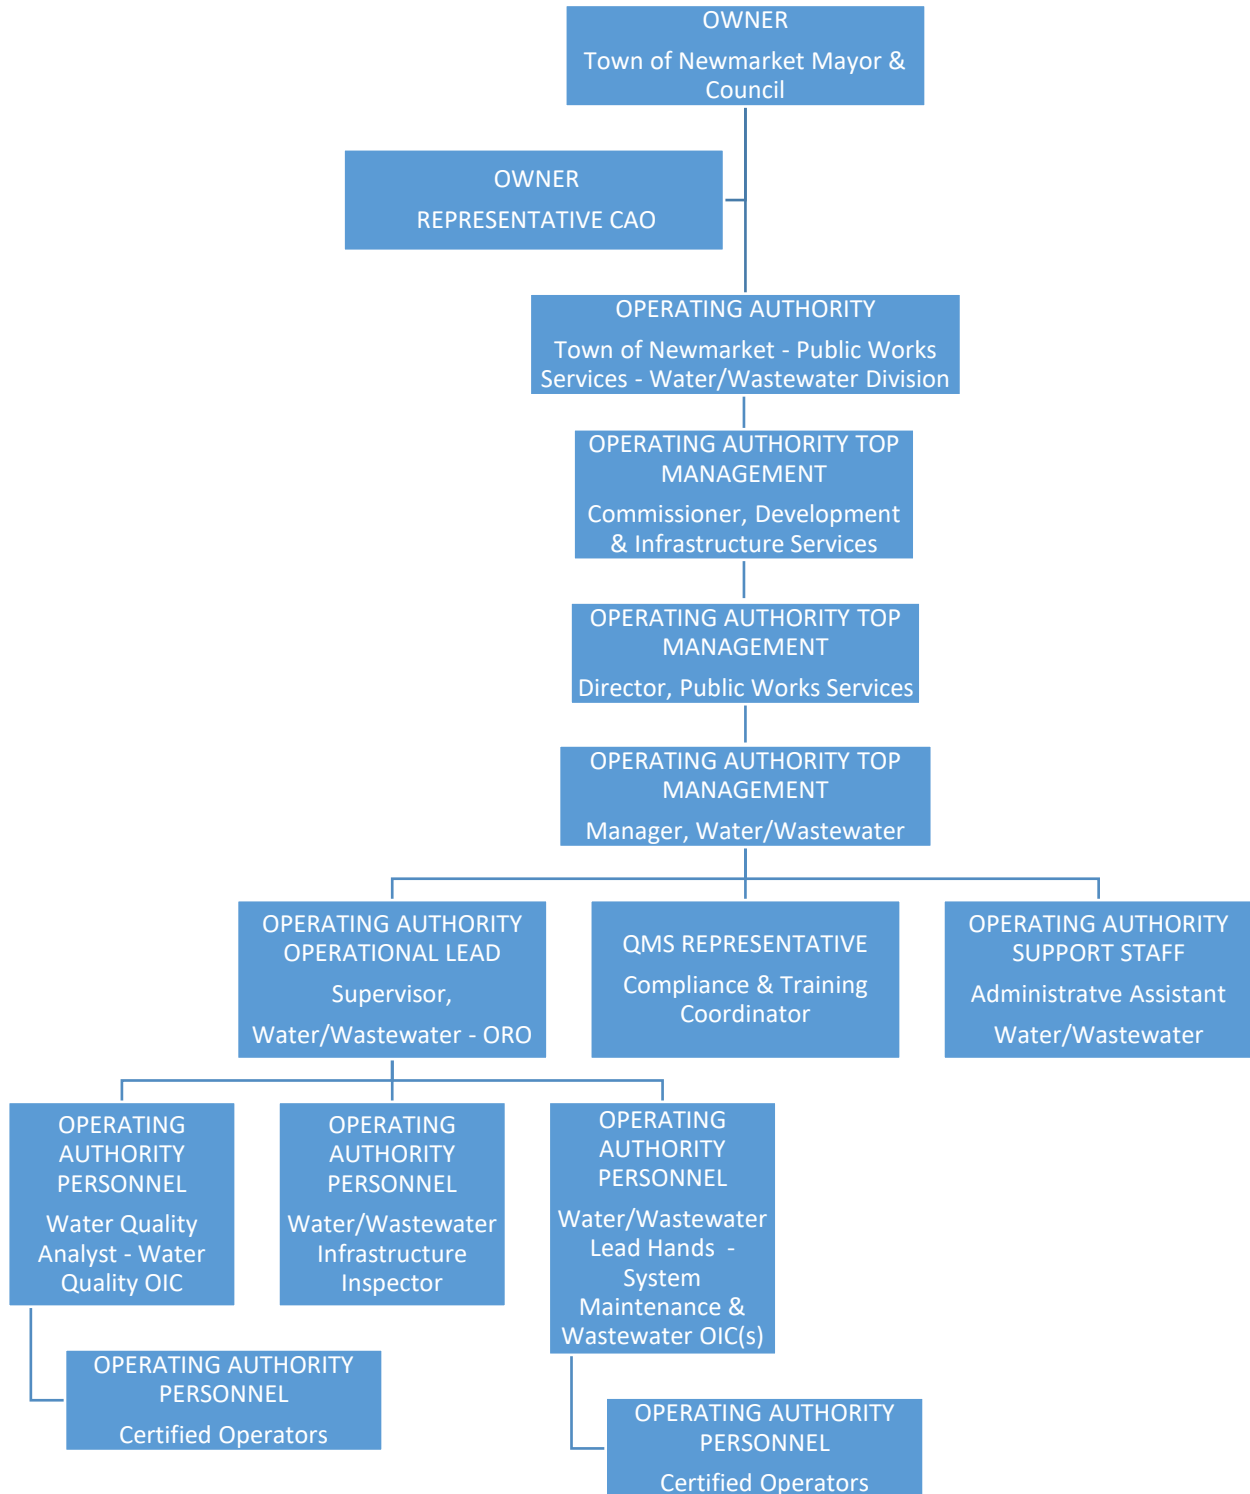 OWNER
Town of Newmarket Mayor &
Council
OWNER
REPRESENTATIVE CAO
OPERATING AUTHORITY
Town of Newmarket - Public Works
Services - Water/Wastewater Division
OPERATING AUTHORITY TOP
MANAGEMENT
Commissioner, Development
& Infrastructure Services
OPERATING AUTHORITY TOP
MANAGEMENT
Director, Public Works Services
OPERATING AUTHORITY TOP
MANAGEMENT
Manager, Water/Wastewater
OPERATING AUTHORITY
OPERATIONAL LEAD
Supervisor,
Water/Wastewater - ORO
QMS REPRESENTATIVE
Compliance & Training
Coordinator
OPERATING AUTHORITY
SUPPORT STAFF
Administratve Assistant
Water/Wastewater
OPERATING
AUTHORITY
PERSONNEL
Water Quality
Analyst - Water
Quality OIC
OPERATING
AUTHORITY
PERSONNEL
Water/Wastewater
Infrastructure
Inspector
OPERATING
AUTHORITY
PERSONNEL
Water/Wastewater
Lead Hands -
System
Maintenance &
Wastewater OIC(s)
OPERATING AUTHORITY
PERSONNEL
Certified Operators
OPERATING AUTHORITY
PERSONNEL
Certified Operators